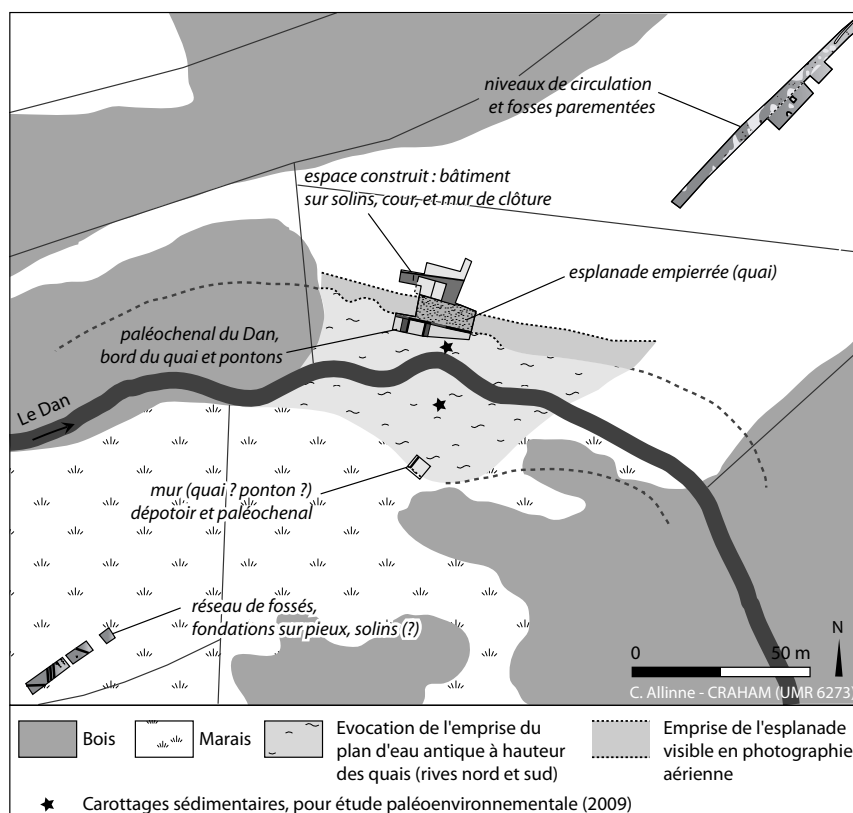 niveaux de circulation
et fosses parementées
espace construit : bâtiment
sur solins, cour, et mur de clôture
esplanade empierrée (quai)
paléochenal du Dan,
bord du quai et pontons
Le Dan
mur (quai ? ponton ?)
dépotoir et paléochenal
réseau de fossés,
fondations sur pieux, solins (?)
N
0 50 m
C. Allinne - CRAHAM (UMR 6273)
Bois
Marais
Evocation de l'emprise du
plan d'eau antique à hauteur
des quais (rives nord et sud)
Emprise de l'esplanade
visible en photographie
aérienne
Carottages sédimentaires, pour étude paléoenvironnementale (2009)